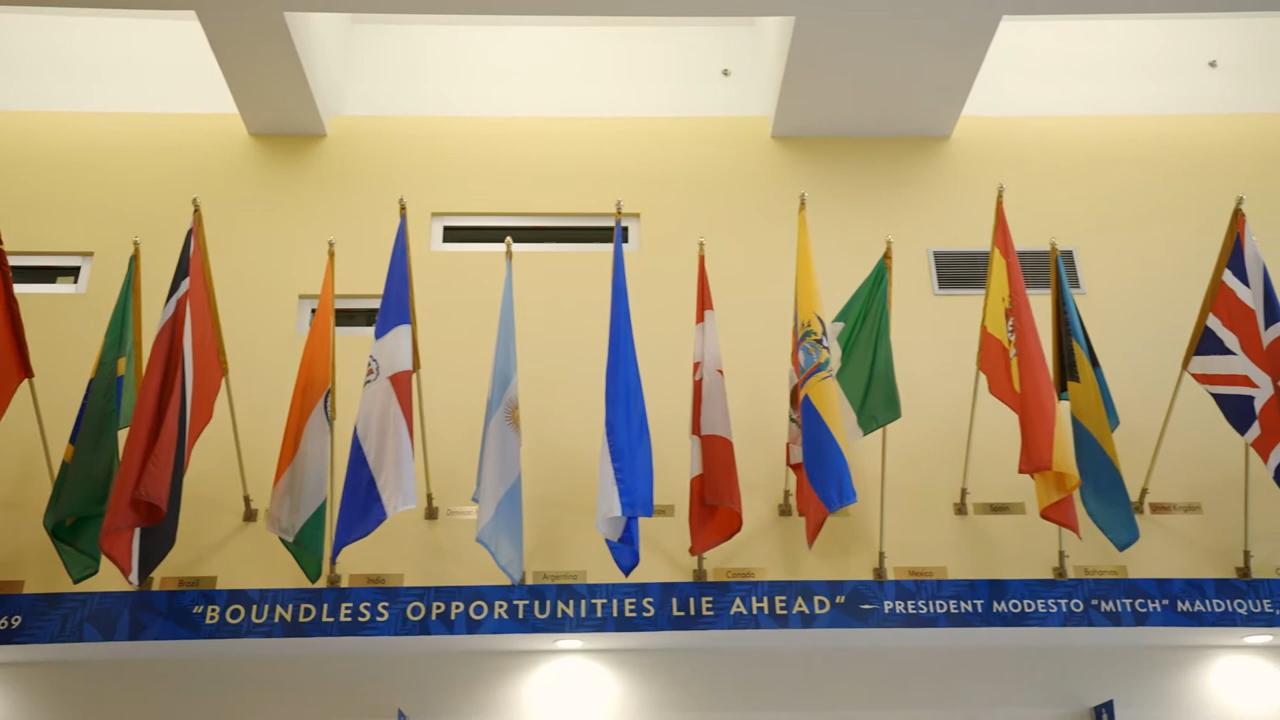 Spain
United Kingdom
Brazil
India
Argentina
Canada
Mexico
Bahamas
69
"BOUNDLESS OPPORTUNITIES LIE AHEAD" —PRESIDENT MODESTO "MITCH" MAIDIQUE,